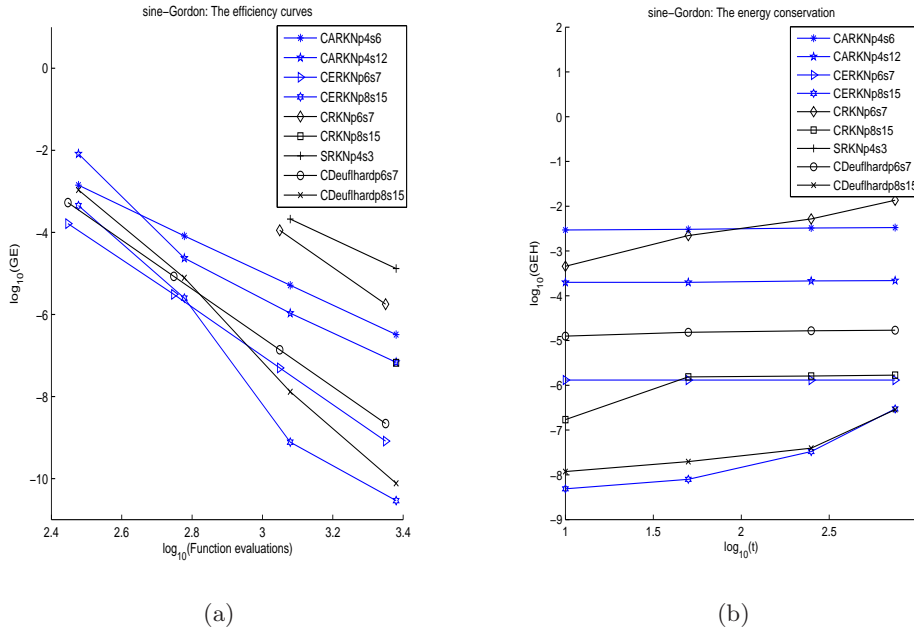 sine−Gordon: The efficiency curves
0
−2
−4
−6
−8
−10
log10(GE)
2.4 2.6 2.8 3 3.2 3.4
log10(Function evaluations)
CARKNp4s6
CARKNp4s12
CERKNp6s7
CERKNp8s15
CRKNp6s7
CRKNp8s15
SRKNp4s3
CDeuflhardp6s7
CDeuflhardp8s15
(a)
sine−Gordon: The energy conservation
2
1
0
−1
−2
−3
−4
−5
−6
−7
−8
−9
log10(GEH)
1 1.5 2 2.5
log10(t)
CARKNp4s6
CARKNp4s12
CERKNp6s7
CERKNp8s15
CRKNp6s7
CRKNp8s15
SRKNp4s3
CDeuflhardp6s7
CDeuflhardp8s15
(b)